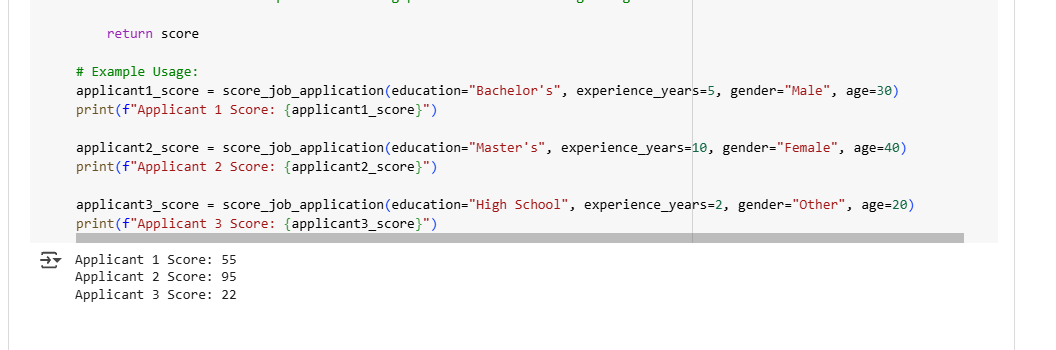 return score
# Example Usage:
applicant1_score = score_job_application(education="Bachelor's", experience_years=5, gender="Male", age=30)
print(f"Applicant 1 Score: {applicant1_score}")
applicant2_score = score_job_application(education="Master's", experience_years=10, gender="Female", age=40)
print(f"Applicant 2 Score: {applicant2_score}")
applicant3_score = score_job_application(education="High School", experience_years=2, gender="Other", age=20)
print(f"Applicant 3 Score: {applicant3_score}")
Applicant 1 Score: 55
Applicant 2 Score: 95
Applicant 3 Score: 22